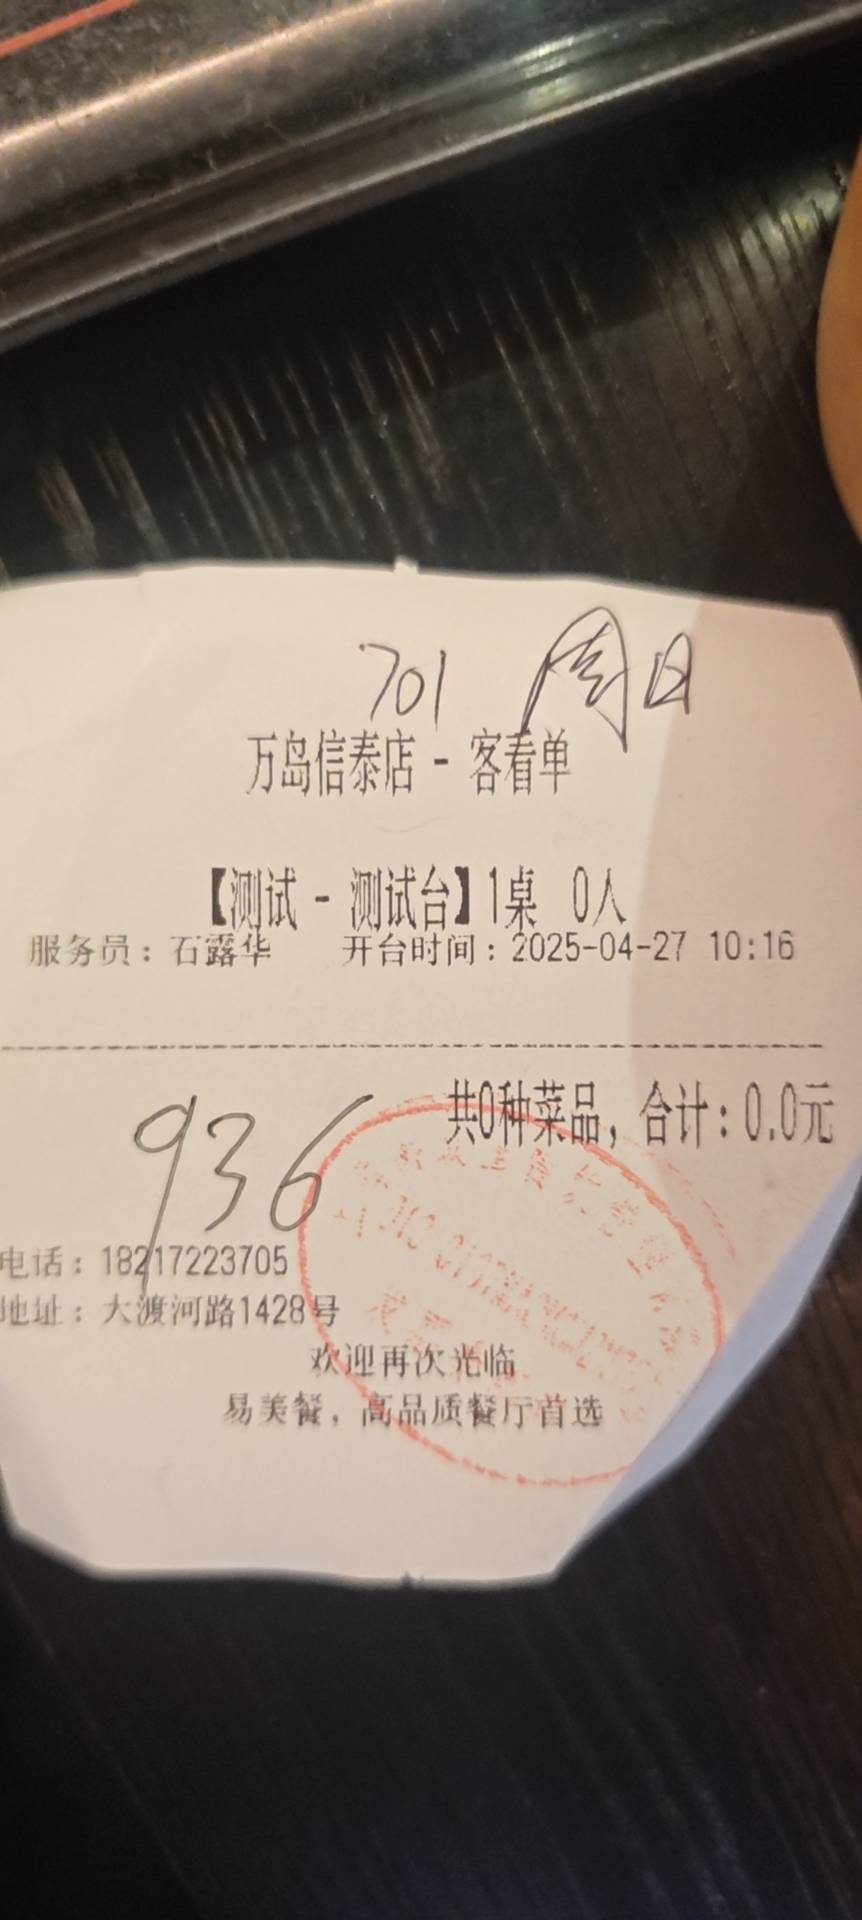 701 周日
万岛信泰店 - 客看单
【测试 - 测试台】1桌 0人
服务员：石露华 开台时间：2025-04-27 10:16
共0种菜品，合计：0.0元
936
电话：18217223705
地址：大渡河路1428号
欢迎再次光临
易美餐，高品质餐厅首选